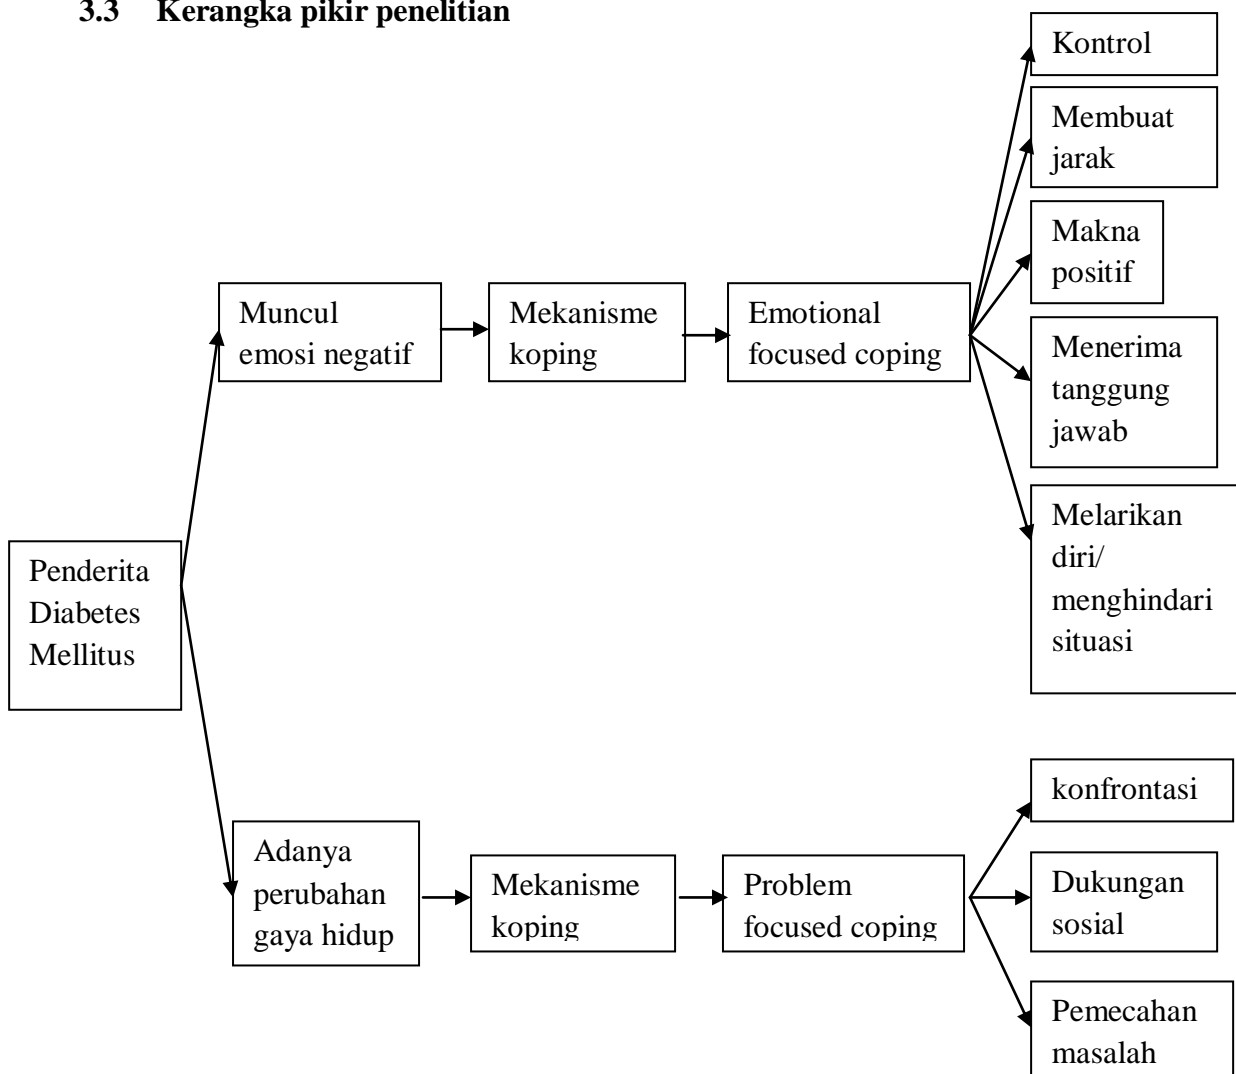 3.3 Kerangka pikir penelitian
Kontrol
Membuat
jarak
Makna
positif
Muncul
emosi negatif
Mekanisme
koping
Emotional
focused coping
Menerima
tanggung
jawab
Melarikan
diri/
menghindari
situasi
Penderita
Diabetes
Mellitus
konfrontasi
Adanya
perubahan
gaya hidup
Mekanisme
koping
Problem
focused coping
Dukungan
sosial
Pemecahan
masalah